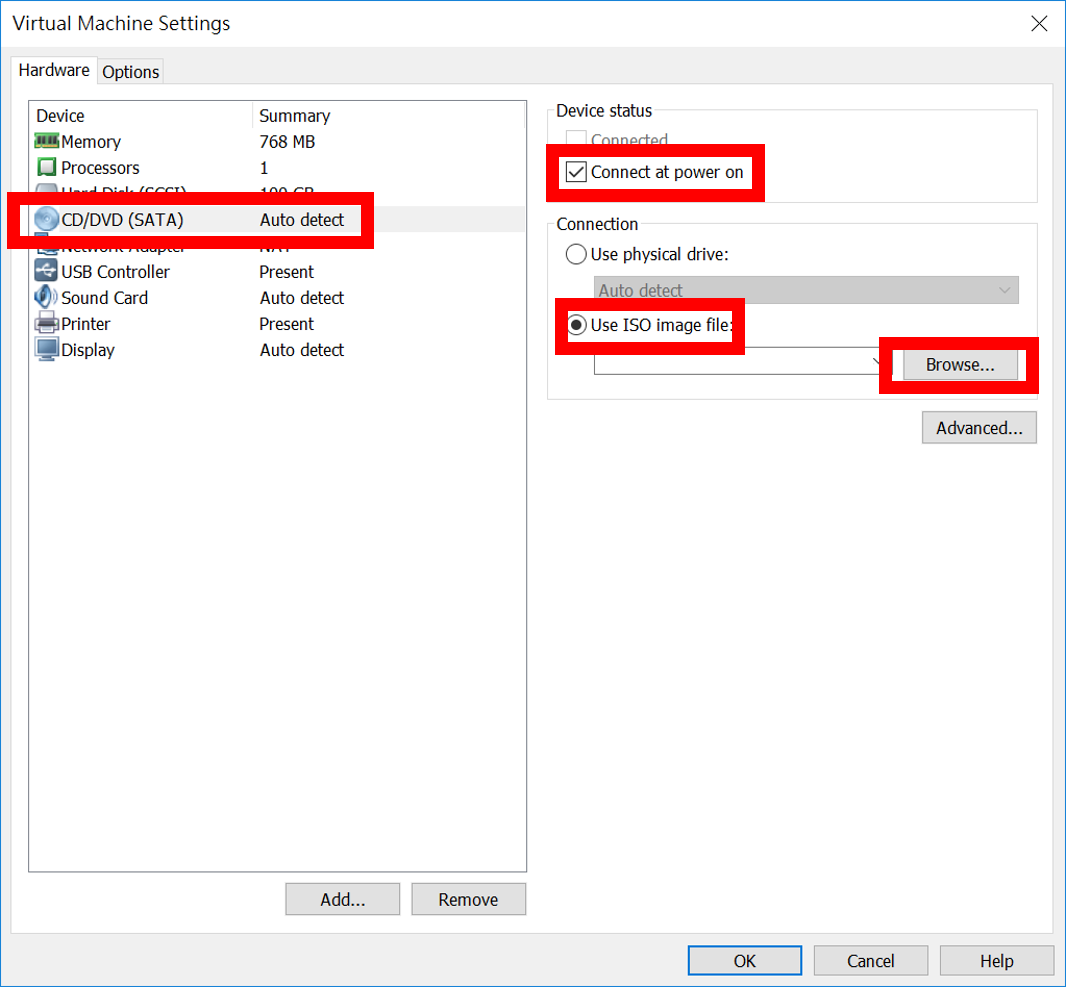 Virtual Machine Settings
Hardware Options
Device Summary
Memory 768 MB
Processors 1
Hard Disk (SCSI) 100 GB
CD/DVD (SATA) Auto detect
Network Adapter NAT
USB Controller Present
Sound Card Auto detect
Printer Present
Display Auto detect
Add... Remove
Device status
Connected
Connect at power on
Connection
Use physical drive:
Auto detect
Use ISO image file:
Browse...
Advanced...
OK Cancel Help